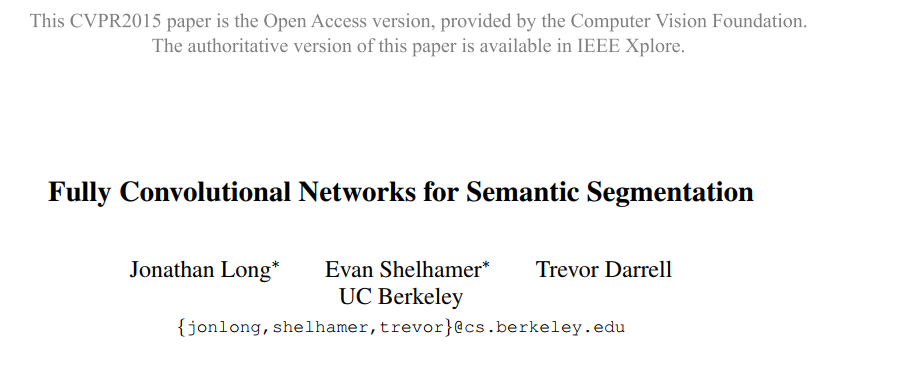 This CVPR2015 paper is the Open Access version, provided by the Computer Vision Foundation.
The authoritative version of this paper is available in IEEE Xplore.
Fully Convolutional Networks for Semantic Segmentation
Jonathan Long* Evan Shelhamer* Trevor Darrell
UC Berkeley
{jonlong,shelhamer,trevor}@cs.berkeley.edu